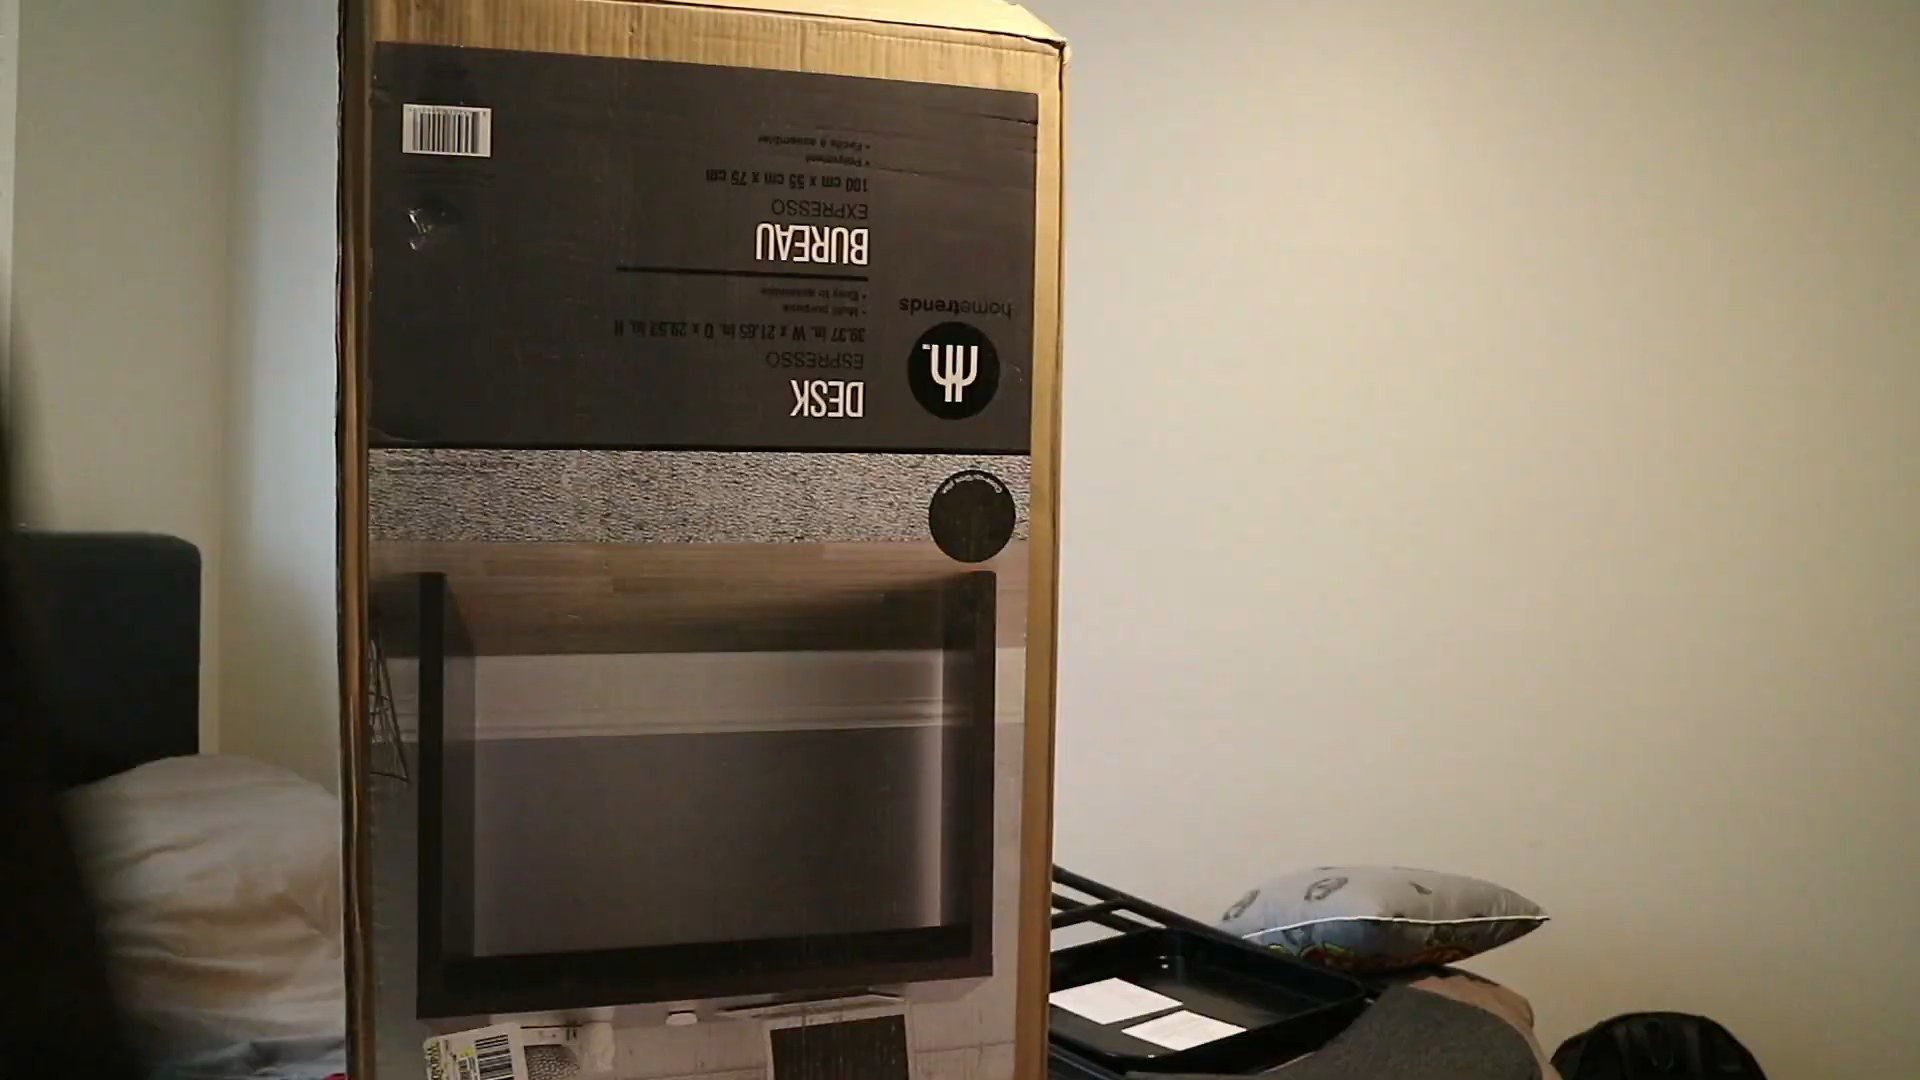 hometrends
DESK
ESPRESSO
39.37 in. W x 21.65 in. D x 29.53 in. H
• Multi purpose
• Easy to assemble
BUREAU
EXPRESSO
100 cm x 55 cm x 75 cm
• Polyvalent
• Facile à assembler